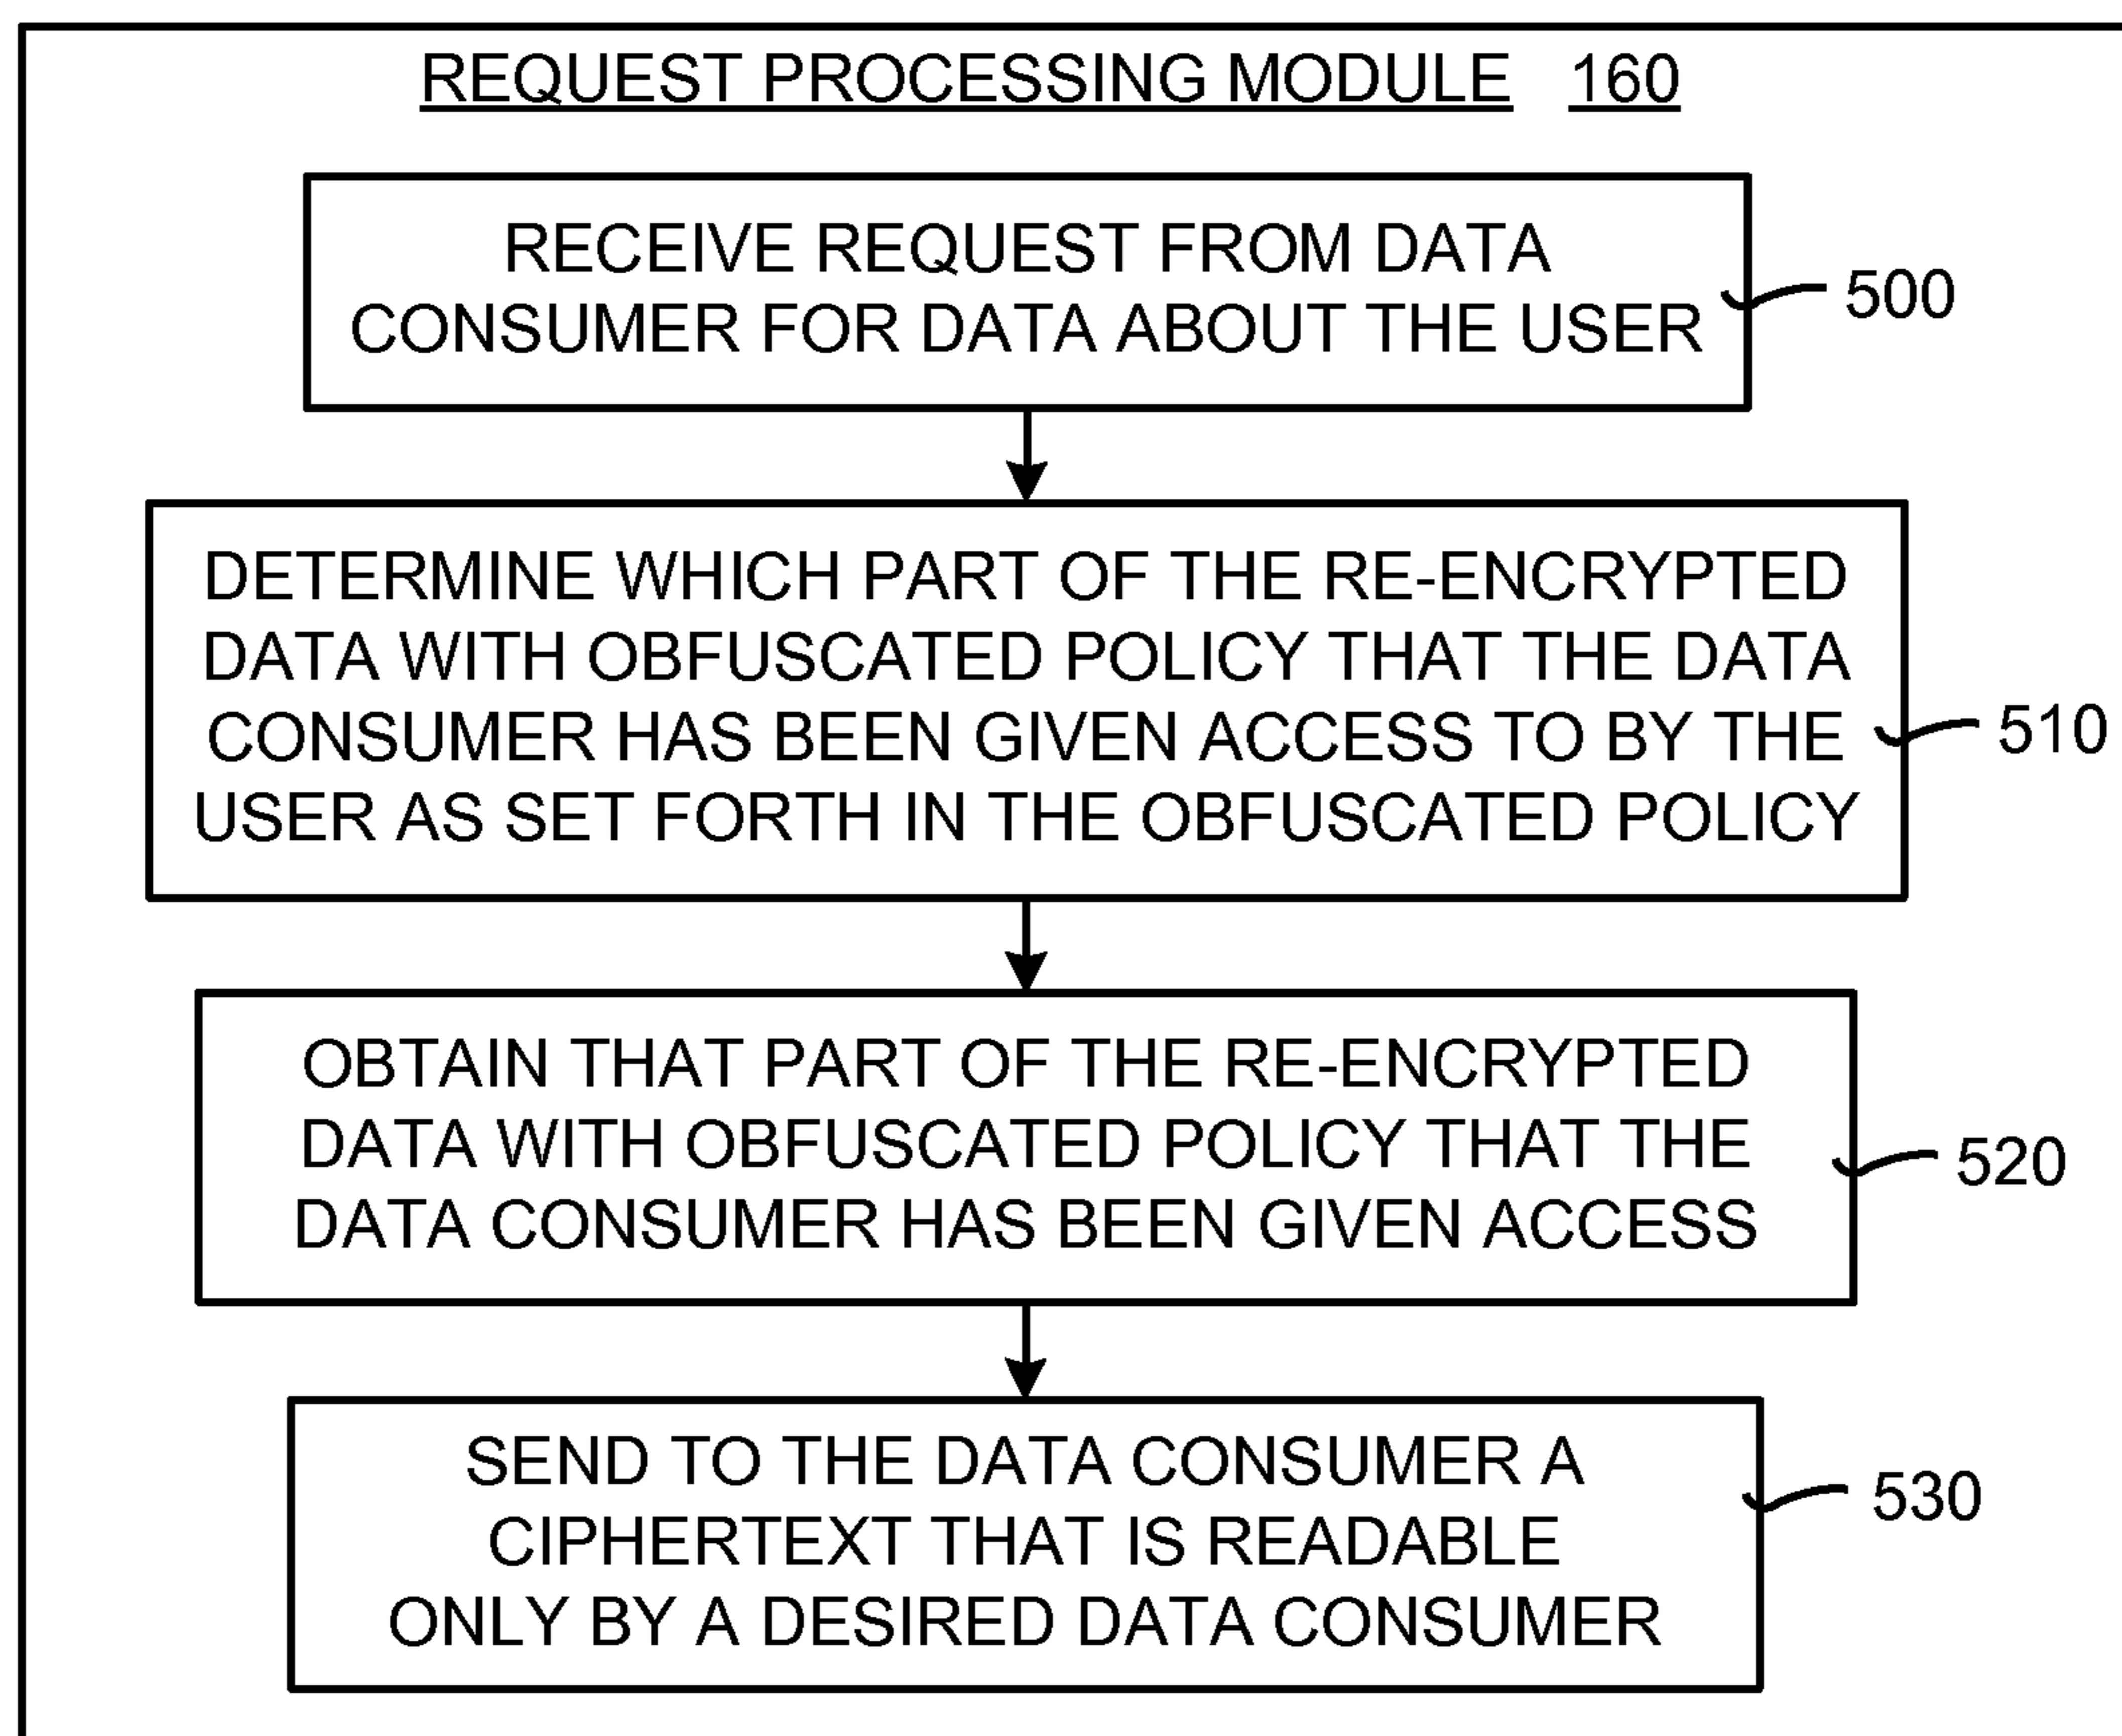 REQUEST PROCESSING MODULE 160
RECEIVE REQUEST FROM DATA
CONSUMER FOR DATA ABOUT THE USER
500
DETERMINE WHICH PART OF THE RE-ENCRYPTED
DATA WITH OBFUSCATED POLICY THAT THE DATA
CONSUMER HAS BEEN GIVEN ACCESS TO BY THE
USER AS SET FORTH IN THE OBFUSCATED POLICY
510
OBTAIN THAT PART OF THE RE-ENCRYPTED
DATA WITH OBFUSCATED POLICY THAT THE
DATA CONSUMER HAS BEEN GIVEN ACCESS
520
SEND TO THE DATA CONSUMER A
CIPHERTEXT THAT IS READABLE
ONLY BY A DESIRED DATA CONSUMER
530